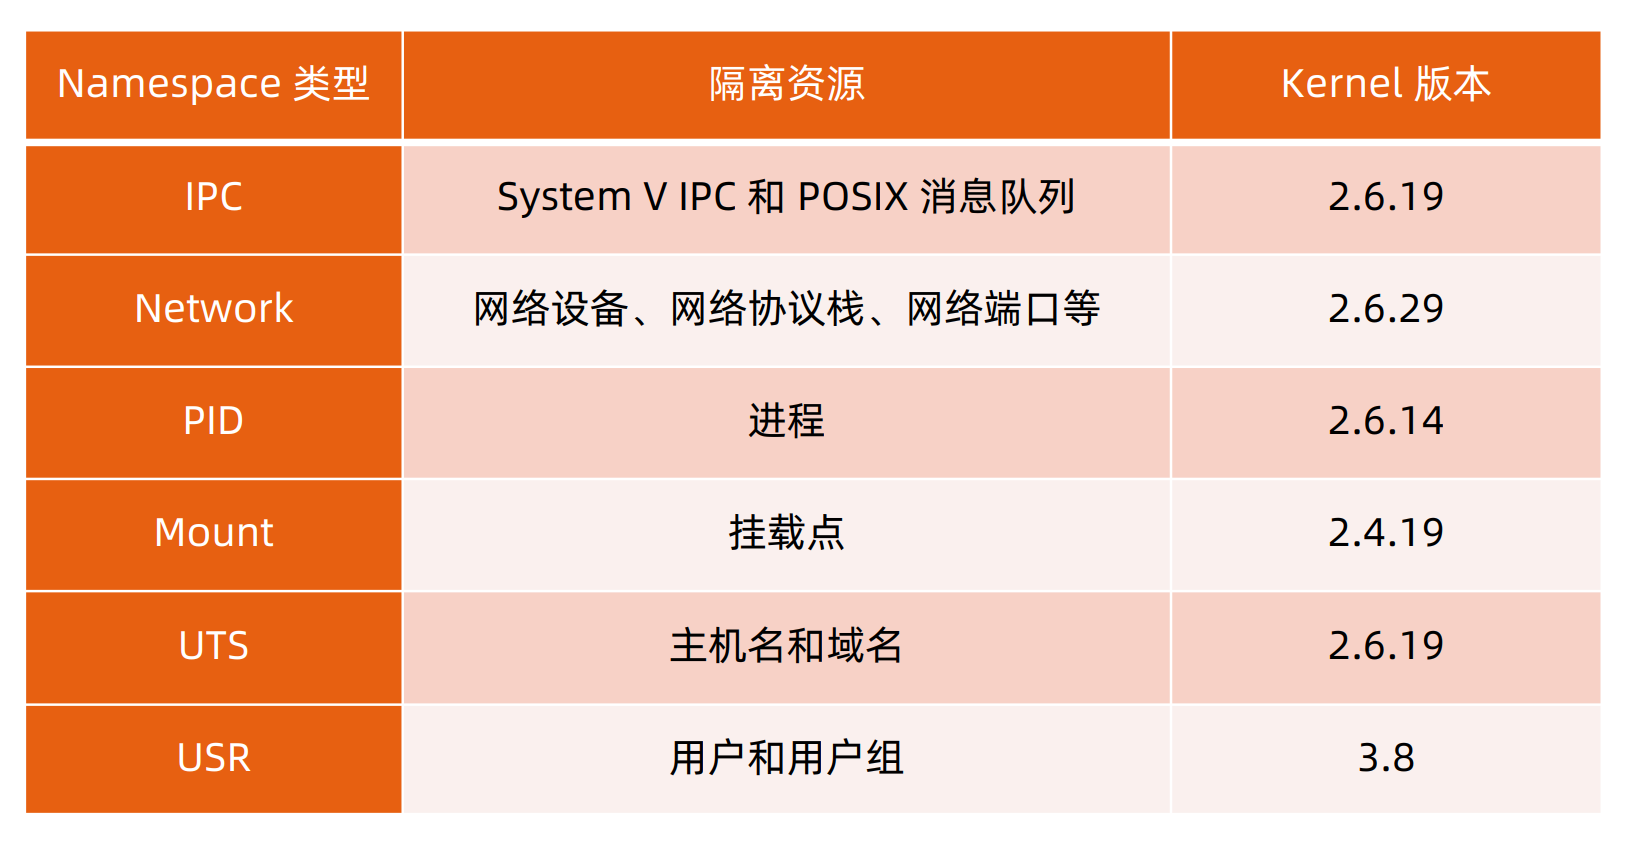 Namespace 类型 隔离资源 Kernel 版本
IPC System V IPC 和 POSIX 消息队列 2.6.19
Network 网络设备、网络协议栈、网络端口等 2.6.29
PID 进程 2.6.14
Mount 挂载点 2.4.19
UTS 主机名和域名 2.6.19
USR 用户和用户组 3.8